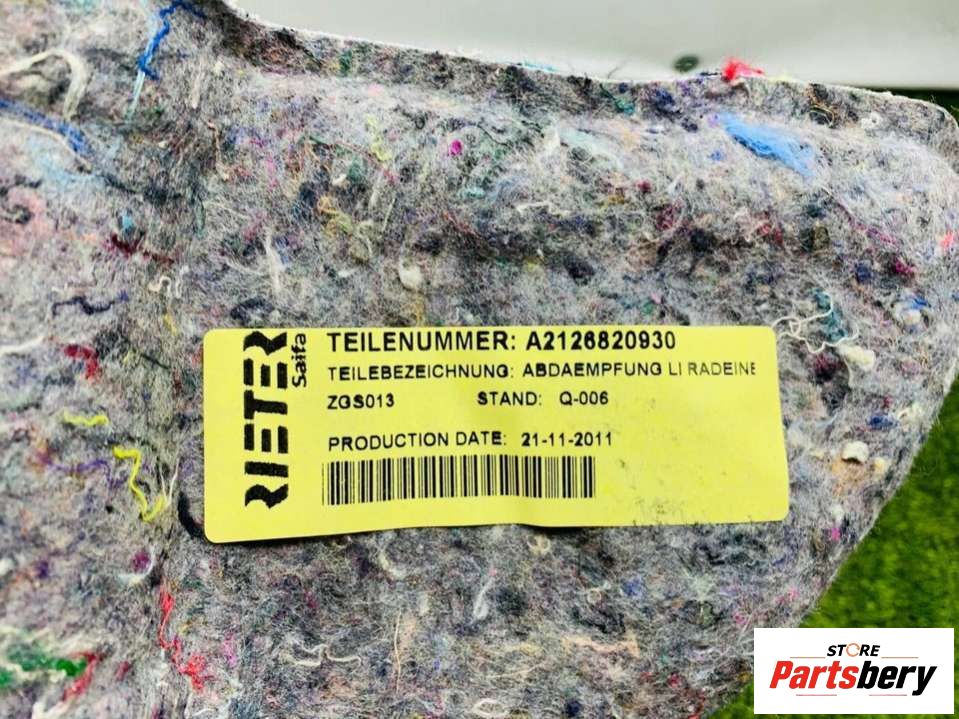 RIETER
Saifa
TEILENUMMER: A2126820930
TEILEBEZEICHNUNG: ABDAEMPFUNG LI RADEINE
ZGS013 STAND: Q-006
PRODUCTION DATE: 21-11-2011
STORE
Partsbery